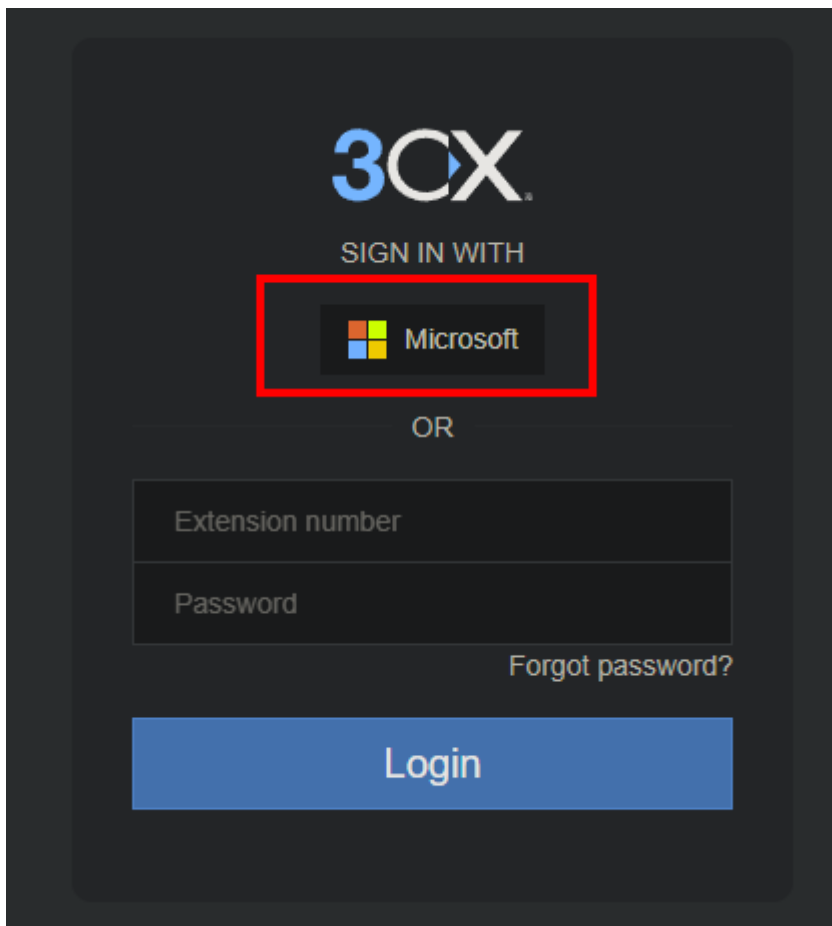 3CX
SIGN IN WITH
Microsoft
OR
Extension number
Password
Forgot password?
Login